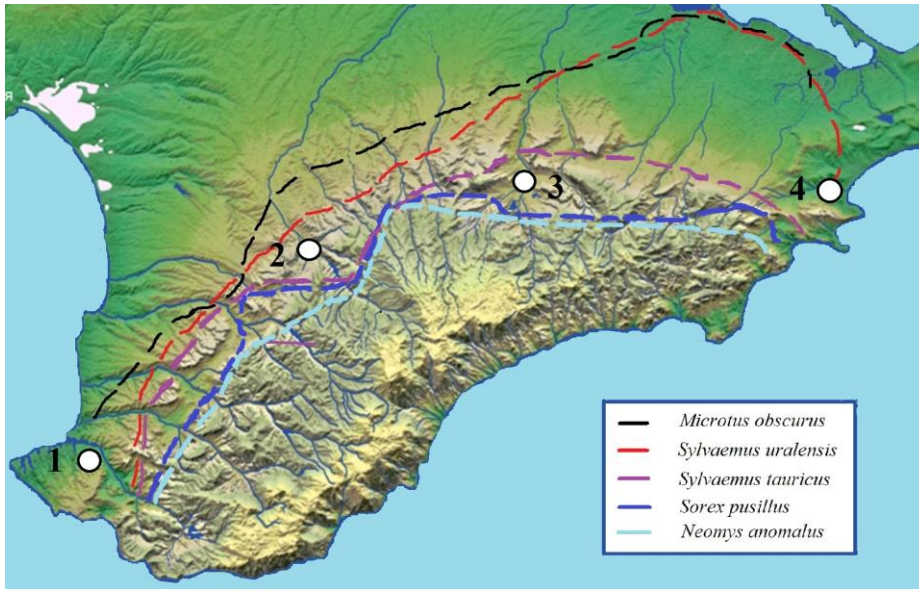 я
1
2
3
4
Microtus obscurus
Sylvaemus uralensis
Sylvaemus tauricus
Sorex pusillus
Neomys anomalus